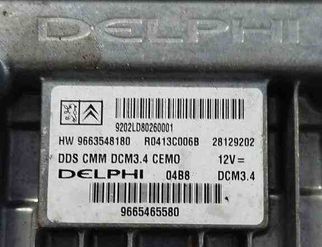 DELPHI
9202LD80260001
HW 9663548180 R0413C006B 28129202
DDS CMM DCM3.4 CEMO 12V=
DELPHI 04B8 DCM3.4
9665465580